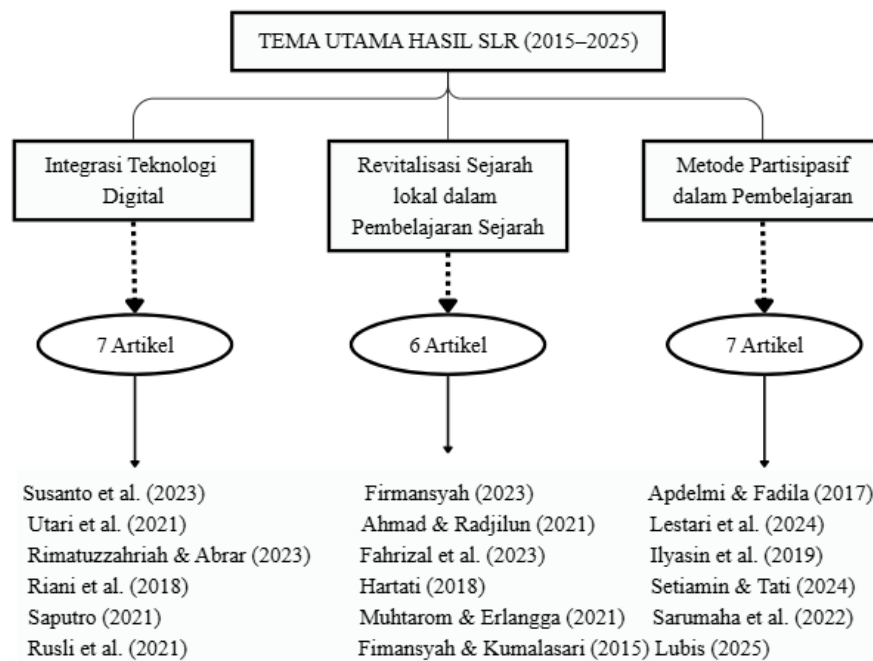 TEMA UTAMA HASIL SLR (2015–2025)
Integrasi Teknologi
Digital
Revitalisasi Sejarah
lokal dalam
Pembelajaran Sejarah
Metode Partisipasif
dalam Pembelajaran
7 Artikel
6 Artikel
7 Artikel
Susanto et al. (2023)
Utari et al. (2021)
Rimatuzzahriah & Abrar (2023)
Riani et al. (2018)
Saputro (2021)
Rusli et al. (2021)
Firmansyah (2023)
Ahmad & Radjilun (2021)
Fahrizal et al. (2023)
Hartati (2018)
Muhtarom & Erlangga (2021)
Fimansyah & Kumalasari (2015)
Apdelmi & Fadila (2017)
Lestari et al. (2024)
Ilyasin et al. (2019)
Setiamin & Tati (2024)
Sarumaha et al. (2022)
Lubis (2025)